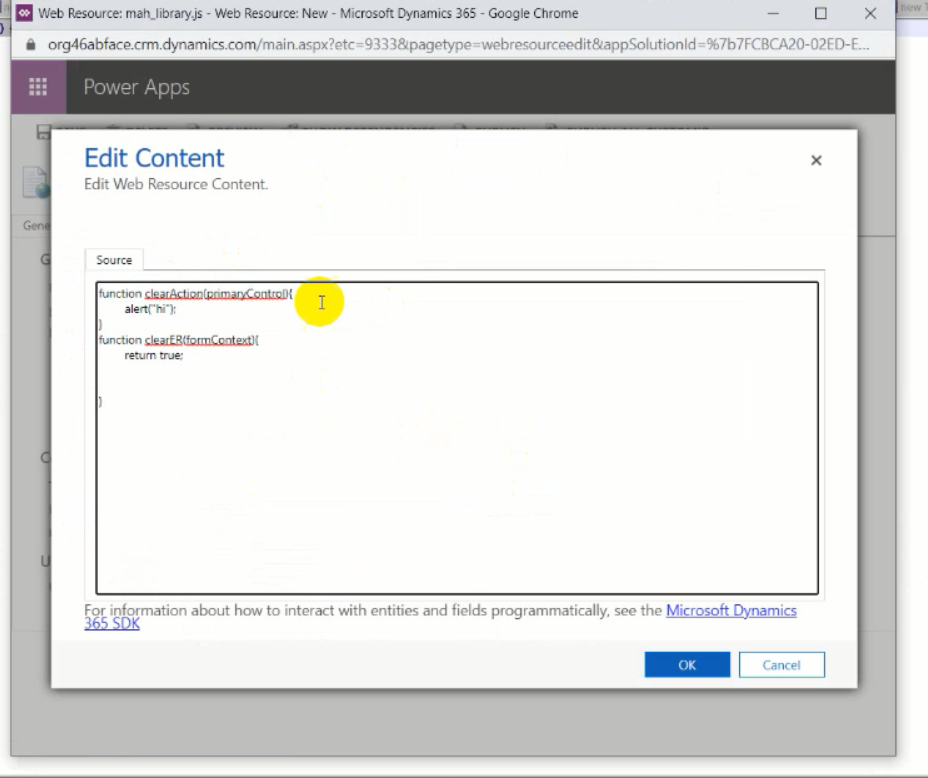 Web Resource: mah_library.js - Web Resource: New - Microsoft Dynamics 365 - Google Chrome
new T
org46abface.crm.dynamics.com/main.aspx?etc=9333&pagetype=webresourceedit&appSolutionId=%7b7FCBCA20-02ED-E...
Power Apps
Edit Content
Edit Web Resource Content.
Gene
G
Source
function clearAction(primaryControl){
alert("hi");
}
function clearER(formContext){
return true;
}
C
U
For information about how to interact with entities and fields programmatically, see the Microsoft Dynamics
365 SDK
OK Cancel